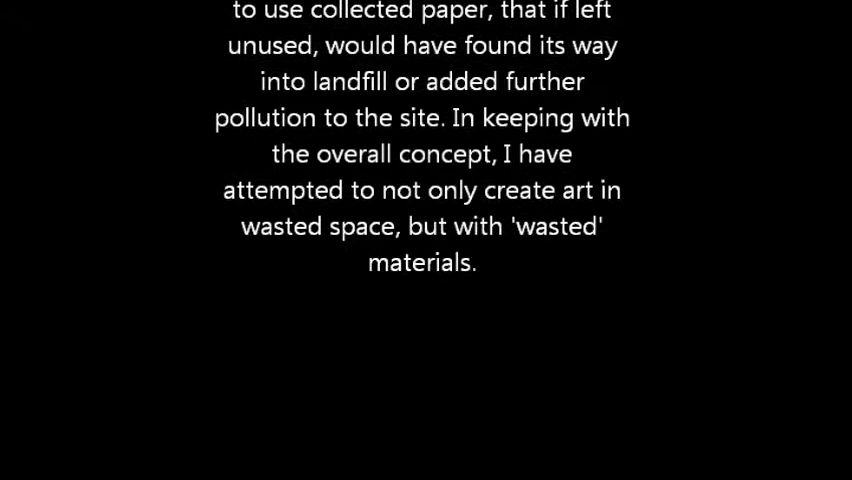 to use collected paper, that if left
unused, would have found its way
into landfill or added further
pollution to the site. In keeping with
the overall concept, I have
attempted to not only create art in
wasted space, but with 'wasted'
materials.